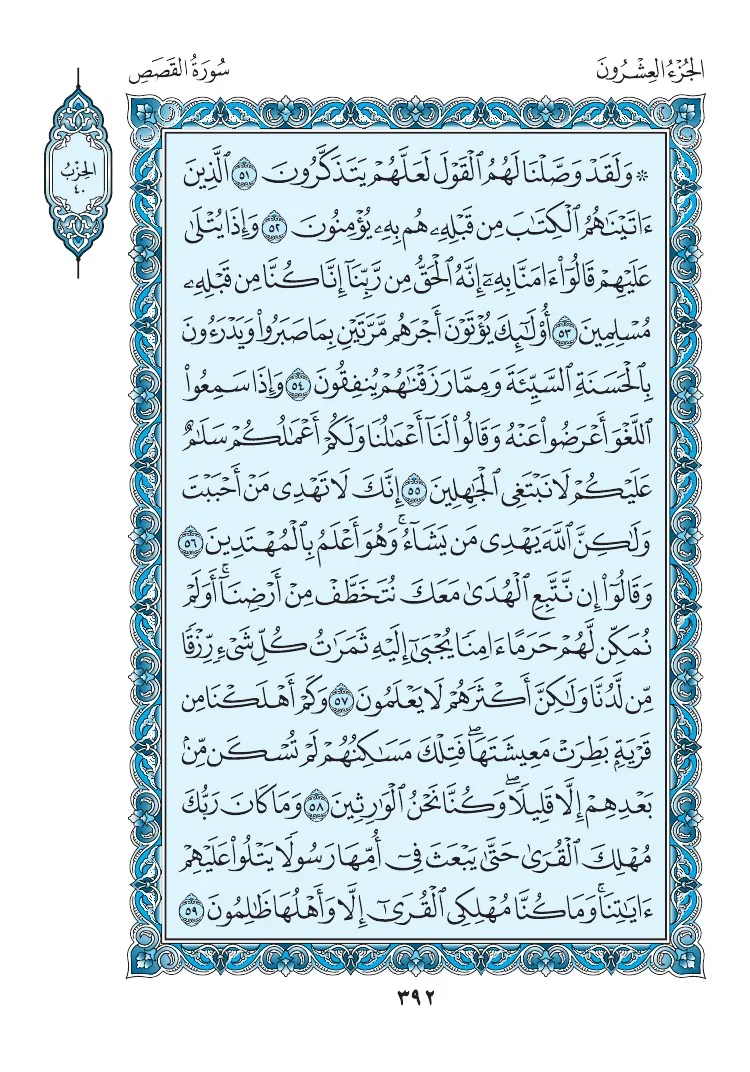 الجُزْءُ العِشْرُونَ
سُورَةُ القَصَصِ
الحِزْبُ
٤٠
۞ وَلَقَدْ وَصَّلْنَا لَهُمُ ٱلْقَوْلَ لَعَلَّهُمْ يَتَذَكَّرُونَ ٥١ ٱلَّذِينَ
ءَاتَيْنَٰهُمُ ٱلْكِتَٰبَ مِن قَبْلِهِۦ هُم بِهِۦ يُؤْمِنُونَ ٥٢ وَإِذَا يُتْلَىٰ
عَلَيْهِمْ قَالُوٓا۟ ءَامَنَّا بِهِۦٓ إِنَّهُ ٱلْحَقُّ مِن رَّبِّنَآ إِنَّا كُنَّا مِن قَبْلِهِۦ
مُسْلِمِينَ ٥٣ أُو۟لَٰٓئِكَ يُؤْتَوْنَ أَجْرَهُم مَّرَّتَيْنِ بِمَا صَبَرُوا۟ وَيَدْرَءُونَ
بِٱلْحَسَنَةِ ٱلسَّيِّئَةَ وَمِمَّا رَزَقْنَٰهُمْ يُنفِقُونَ ٥٤ وَإِذَا سَمِعُوا۟
ٱللَّغْوَ أَعْرَضُوا۟ عَنْهُ وَقَالُوا۟ لَنَآ أَعْمَٰلُنَا وَلَكُمْ أَعْمَٰلُكُمْ سَلَٰمٌ
عَلَيْكُمْ لَا نَبْتَغِى ٱلْجَٰهِلِينَ ٥٥ إِنَّكَ لَا تَهْدِى مَنْ أَحْبَبْتَ
وَلَٰكِنَّ ٱللَّهَ يَهْدِى مَن يَشَآءُ ۚ وَهُوَ أَعْلَمُ بِٱلْمُهْتَدِينَ ٥٦
وَقَالُوٓا۟ إِن نَّتَّبِعِ ٱلْهُدَىٰ مَعَكَ نُتَخَطَّفْ مِنْ أَرْضِنَآ ۚ أَوَلَمْ
نُمَكِّن لَّهُمْ حَرَمًا ءَامِنًا يُجْبَىٰٓ إِلَيْهِ ثَمَرَٰتُ كُلِّ شَىْءٍ رِّزْقًا
مِّن لَّدُنَّا وَلَٰكِنَّ أَكْثَرَهُمْ لَا يَعْلَمُونَ ٥٧ وَكَمْ أَهْلَكْنَا مِن
قَرْيَةٍۭ بَطِرَتْ مَعِيشَتَهَا ۖ فَتِلْكَ مَسَٰكِنُهُمْ لَمْ تُسْكَن مِّنۢ
بَعْدِهِمْ إِلَّا قَلِيلًا ۖ وَكُنَّا نَحْنُ ٱلْوَٰرِثِينَ ٥٨ وَمَا كَانَ رَبُّكَ
مُهْلِكَ ٱلْقُرَىٰ حَتَّىٰ يَبْعَثَ فِىٓ أُمِّهَا رَسُولًا يَتْلُوا۟ عَلَيْهِمْ
ءَايَٰتِنَا ۚ وَمَا كُنَّا مُهْلِكِى ٱلْقُرَىٰٓ إِلَّا وَأَهْلُهَا ظَٰلِمُونَ ٥٩
٣٩٢